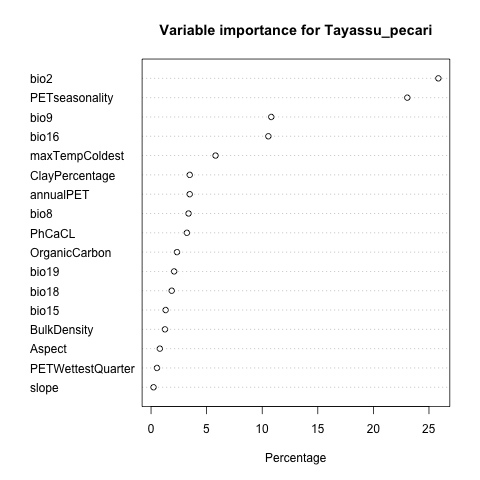 Variable importance for Tayassu_pecari
bio2
PETseasonality
bio9
bio16
maxTempColdest
ClayPercentage
annualPET
bio8
PhCaCL
OrganicCarbon
bio19
bio18
bio15
BulkDensity
Aspect
PETWettestQuarter
slope
0 5 10 15 20 25
Percentage